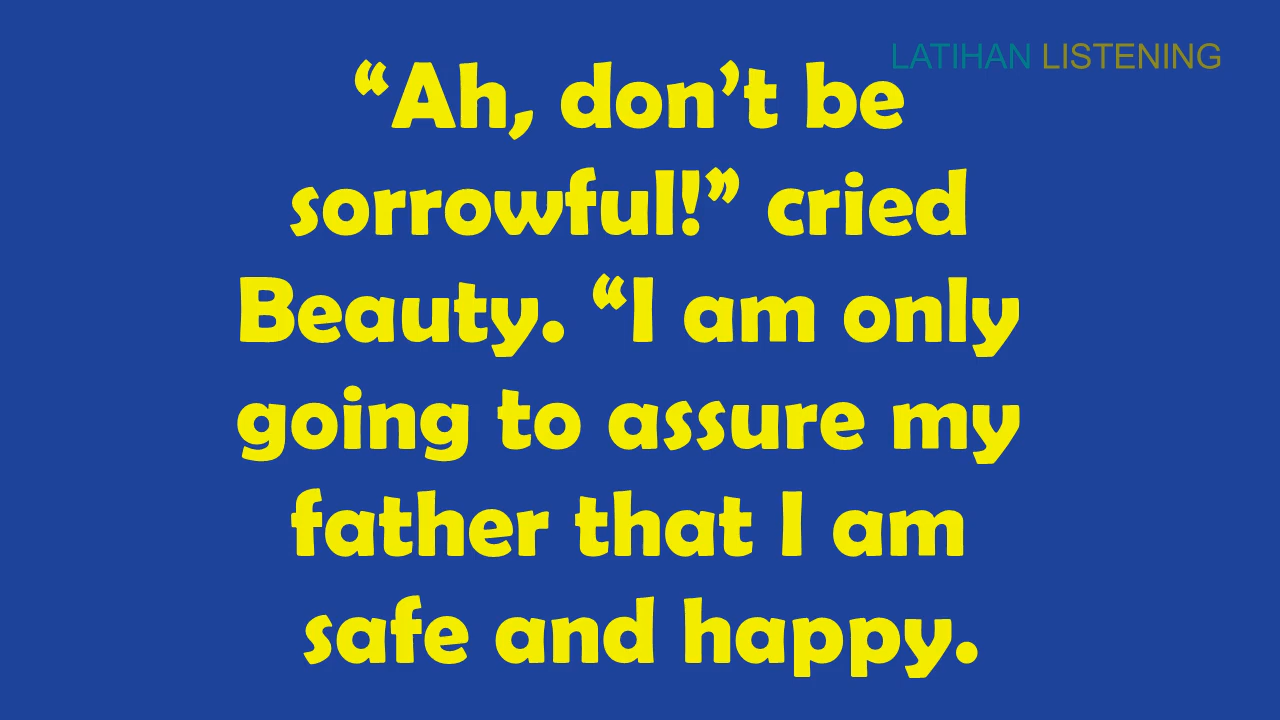 LATIHAN LISTENING
“Ah, don’t be
sorrowful!” cried
Beauty. “I am only
going to assure my
father that I am
safe and happy.